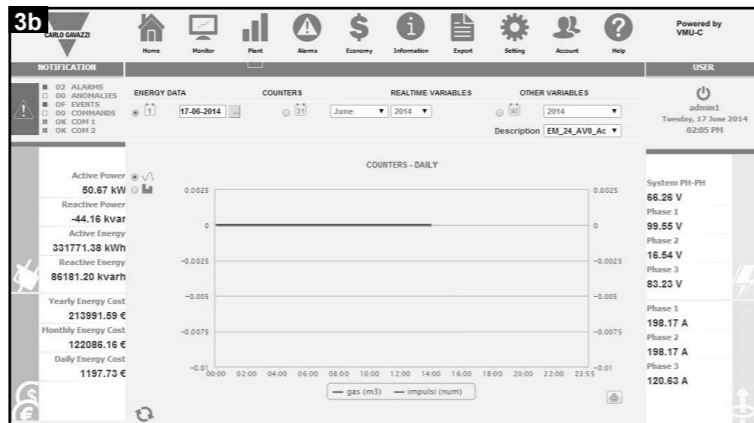 3b
CARLO GAVAZZI
Home Monitor Plant Alarms Economy Information Export Setting Account Help
Powered by
VMU-C
NOTIFICATION
USER
02 ALARMS
00 ANOMALIES
OF EVENTS
00 COMMANDS
OK COM 1
OK COM 2
ENERGY DATA COUNTERS REALTIME VARIABLES OTHER VARIABLES
1 17-06-2014 ... 31 June 2014 365 2014
Description EM_24_AV0_Ac
admin1
Tuesday, 17 June 2014
02:05 PM
Active Power
50.67 kW
Reactive Power
-44.16 kvar
Active Energy
331771.38 kWh
Reactive Energy
86181.20 kvarh
Yearly Energy Cost
213991.59 €
Monthly Energy Cost
122086.16 €
Daily Energy Cost
1197.73 €
COUNTERS - DAILY
0.0025 0.0025
0 0
-0.0025 -0.0025
-0.005 -0.005
-0.0075 -0.0075
-0.01 -0.01
00:00 02:00 04:00 06:00 08:00 10:00 12:00 14:00 16:00 18:00 20:00 22:00 23:55
gas (m3) impulsi (num)
System PH-PH
66.26 V
Phase 1
99.55 V
Phase 2
16.54 V
Phase 3
83.23 V
Phase 1
198.17 A
Phase 2
198.17 A
Phase 3
120.63 A